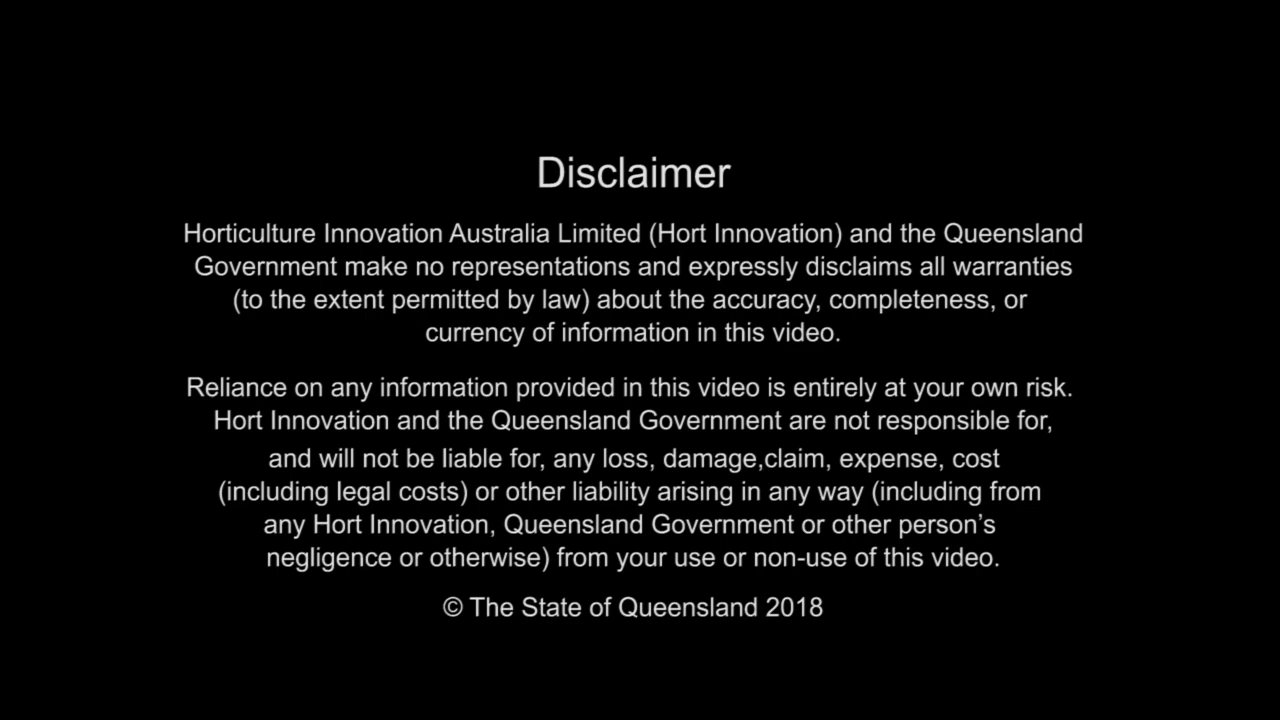 Disclaimer
Horticulture Innovation Australia Limited (Hort Innovation) and the Queensland
Government make no representations and expressly disclaims all warranties
(to the extent permitted by law) about the accuracy, completeness, or
currency of information in this video.
Reliance on any information provided in this video is entirely at your own risk.
Hort Innovation and the Queensland Government are not responsible for,
and will not be liable for, any loss, damage,claim, expense, cost
(including legal costs) or other liability arising in any way (including from
any Hort Innovation, Queensland Government or other person’s
negligence or otherwise) from your use or non-use of this video.
© The State of Queensland 2018